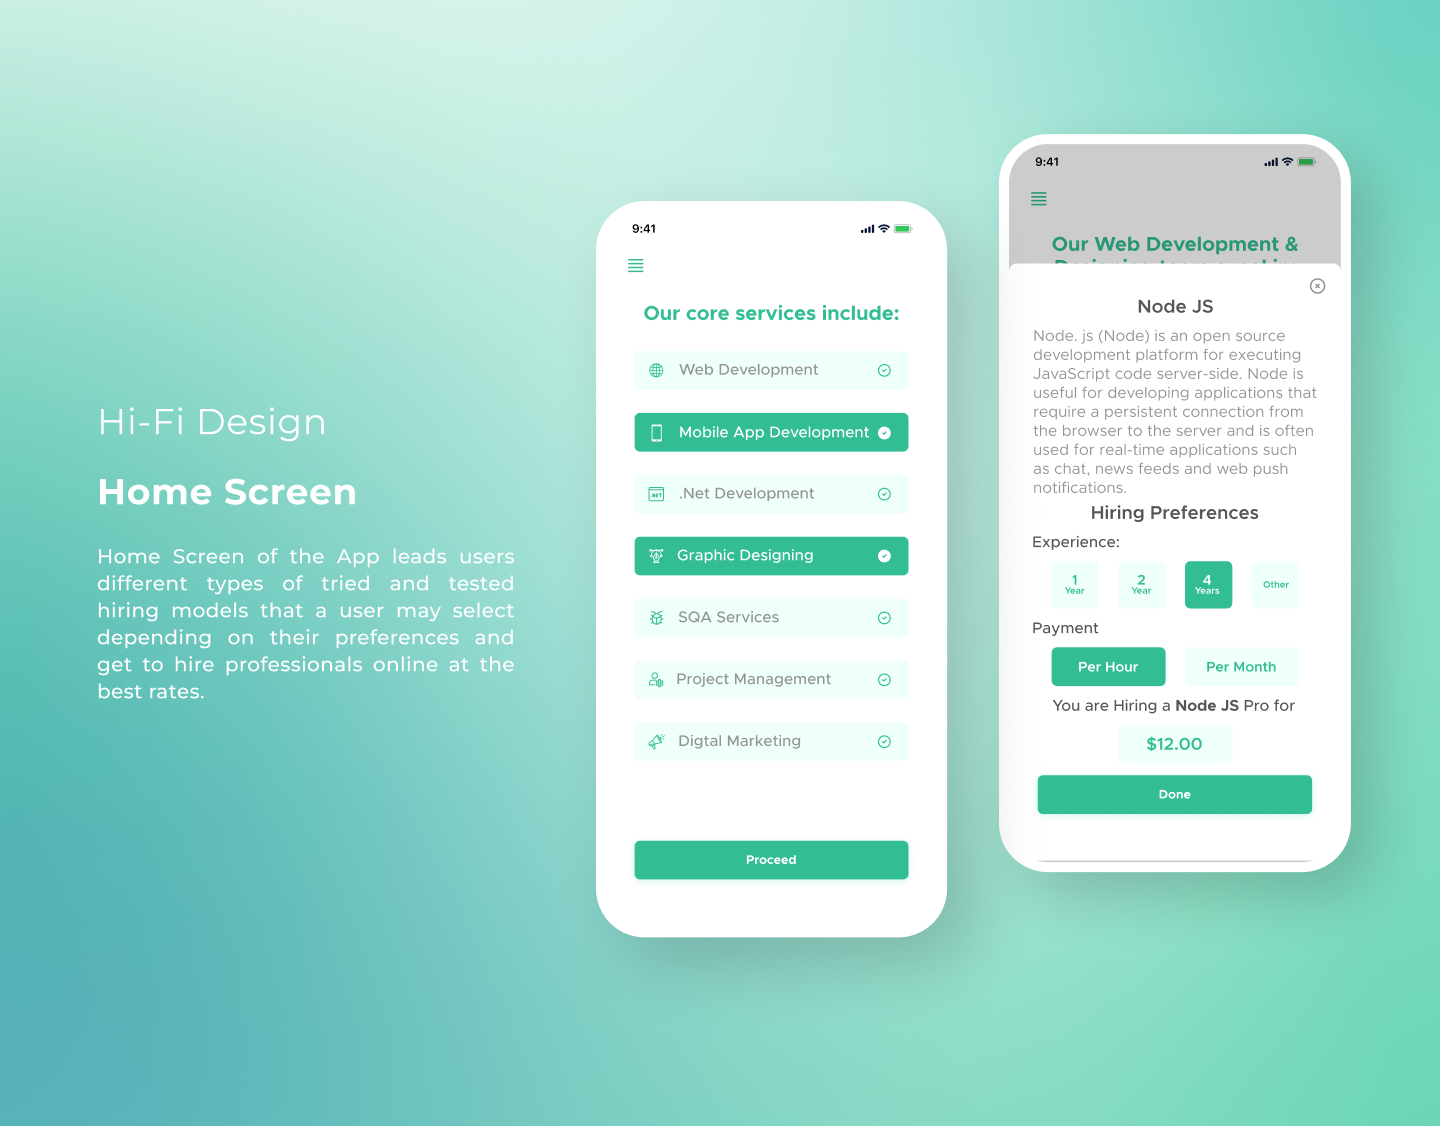 Hi-Fi Design
Home Screen
Home Screen of the App leads users
different types of tried and tested
hiring models that a user may select
depending on their preferences and
get to hire professionals online at the
best rates.
9:41
Our core services include:
Web Development
Mobile App Development
.NET
.Net Development
Graphic Designing
SQA Services
Project Management
Digtal Marketing
Proceed
9:41
Our Web Development &
Node JS
Node. js (Node) is an open source
development platform for executing
JavaScript code server-side. Node is
useful for developing applications that
require a persistent connection from
the browser to the server and is often
used for real-time applications such
as chat, news feeds and web push
notifications.
Hiring Preferences
Experience:
1 Year
2 Year
4 Years
Other
Payment
Per Hour
Per Month
You are Hiring a Node JS Pro for
$12.00
Done